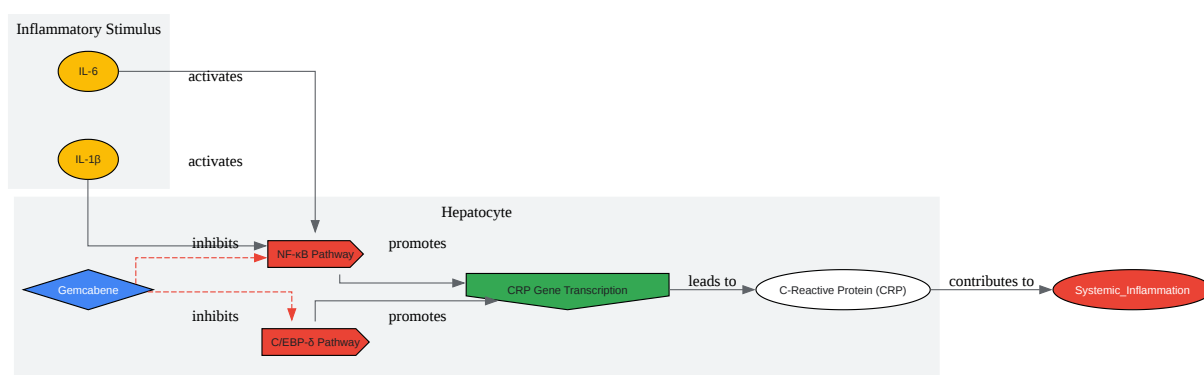 Inflammatory Stimulus
IL-6
activates
IL-1β
activates
Hepatocyte
inhibits
NF-κB Pathway
promotes
Gemcabene
CRP Gene Transcription
leads to
C-Reactive Protein (CRP)
contributes to
Systemic_Inflammation
inhibits
promotes
C/EBP-δ Pathway